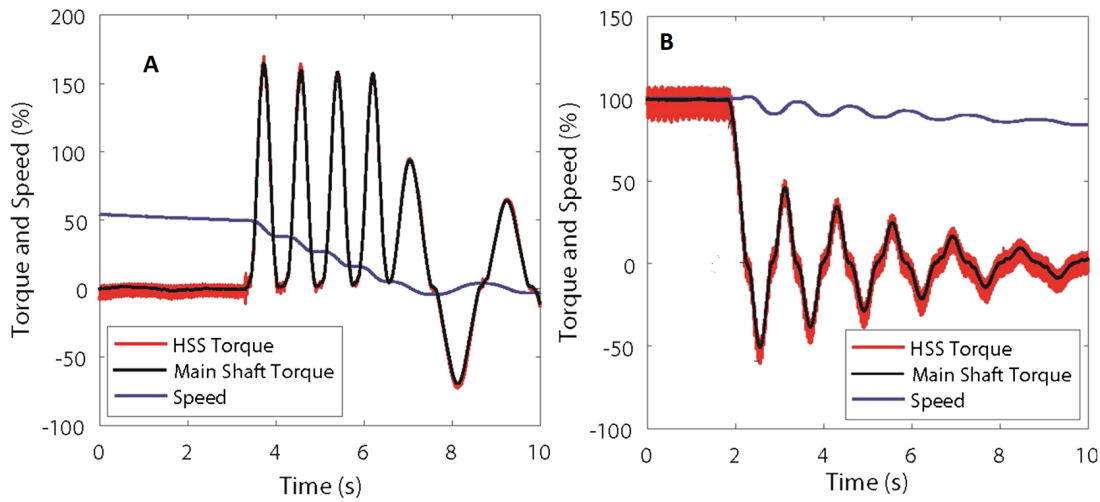 A
200
150
100
50
0
-50
-100
0 2 4 6 8 10
Torque and Speed (%)
Time (s)
HSS Torque
Main Shaft Torque
Speed
B
150
100
50
0
-50
-100
0 2 4 6 8 10
Torque and Speed (%)
Time (s)
HSS Torque
Main Shaft Torque
Speed